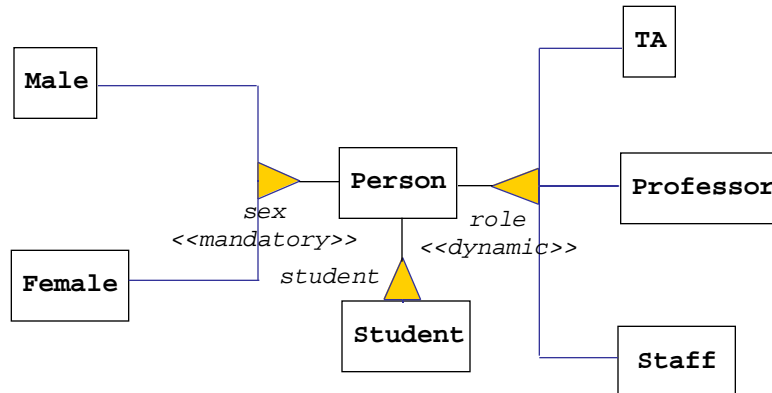 TA
Male
Person
Professor
sex
<<mandatory>>
role
<<dynamic>>
Female
student
Student
Staff